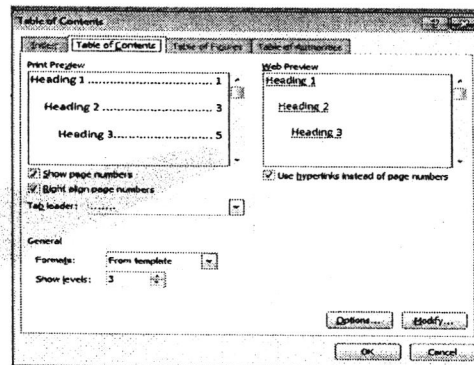 Table of Contents
Index Table of Contents Table of Figures Table of Authorities
Print Preview
Heading 1 ........................... 1
Heading 2 ........................ 3
Heading 3..................... 5
Web Preview
Heading 1
Heading 2
Heading 3
Show page numbers
Right align page numbers
Use hyperlinks instead of page numbers
Tab leader: .......
General
Formats: From template
Show levels: 3
Options... Modify...
OK Cancel